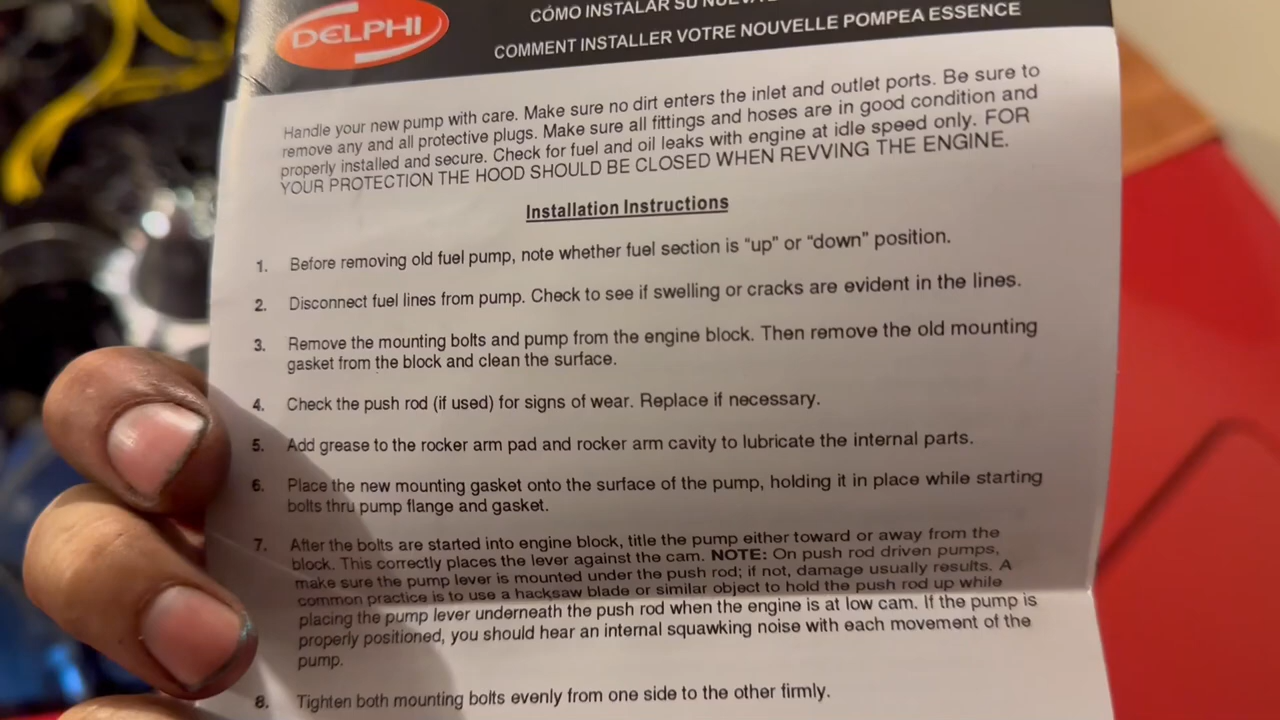 DELPHI
CÓMO INSTALAR SU
COMMENT INSTALLER VOTRE NOUVELLE POMPEA ESSENCE
Handle your new pump with care. Make sure no dirt enters the inlet and outlet ports. Be sure to
remove any and all protective plugs. Make sure all fittings and hoses are in good condition and
properly installed and secure. Check for fuel and oil leaks with engine at idle speed only. FOR
YOUR PROTECTION THE HOOD SHOULD BE CLOSED WHEN REVVING THE ENGINE.
Installation Instructions
1. Before removing old fuel pump, note whether fuel section is “up” or “down” position.
2. Disconnect fuel lines from pump. Check to see if swelling or cracks are evident in the lines.
3. Remove the mounting bolts and pump from the engine block. Then remove the old mounting
gasket from the block and clean the surface.
4. Check the push rod (if used) for signs of wear. Replace if necessary.
5. Add grease to the rocker arm pad and rocker arm cavity to lubricate the internal parts.
6. Place the new mounting gasket onto the surface of the pump, holding it in place while starting
bolts thru pump flange and gasket.
7. After the bolts are started into engine block, title the pump either toward or away from the
block. This correctly places the lever against the cam. NOTE: On push rod driven pumps,
make sure the pump lever is mounted under the push rod; if not, damage usually results. A
common practice is to use a hacksaw blade or similar object to hold the push rod up while
placing the pump lever underneath the push rod when the engine is at low cam. If the pump is
properly positioned, you should hear an internal squawking noise with each movement of the
pump.
8. Tighten both mounting bolts evenly from one side to the other firmly.